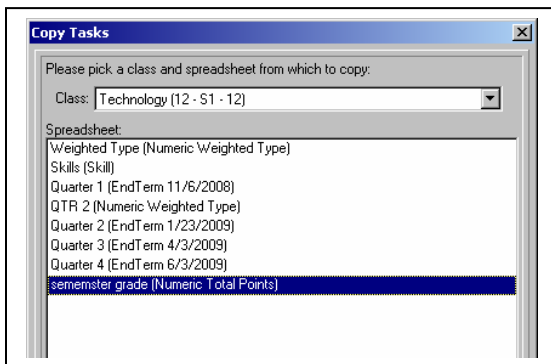 Copy Tasks
Please pick a class and spreadsheet from which to copy:
Class: Technology (12 - S1 - 12)
Spreadsheet:
Weighted Type (Numeric Weighted Type)
Skills (Skill)
Quarter 1 (EndTerm 11/6/2008)
QTR 2 (Numeric Weighted Type)
Quarter 2 (EndTerm 1/23/2009)
Quarter 3 (EndTerm 4/3/2009)
Quarter 4 (EndTerm 6/3/2009)
sememster grade (Numeric Total Points)